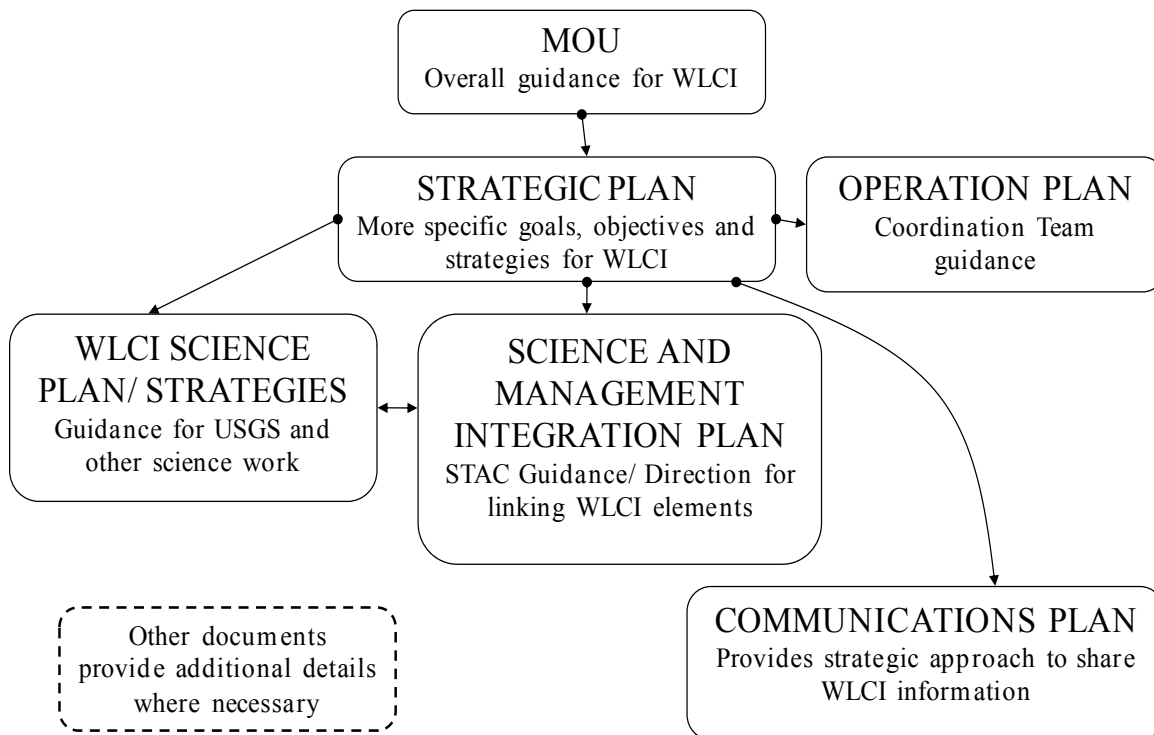 MOU
Overall guidance for WLCI
STRATEGIC PLAN
More specific goals, objectives and
strategies for WLCI
OPERATION PLAN
Coordination Team
guidance
WLCI SCIENCE
PLAN/ STRATEGIES
Guidance for USGS and
other science work
SCIENCE AND
MANAGEMENT
INTEGRATION PLAN
STAC Guidance/ Direction for
linking WLCI elements
Other documents
provide additional details
where necessary
COMMUNICATIONS PLAN
Provides strategic approach to share
WLCI information